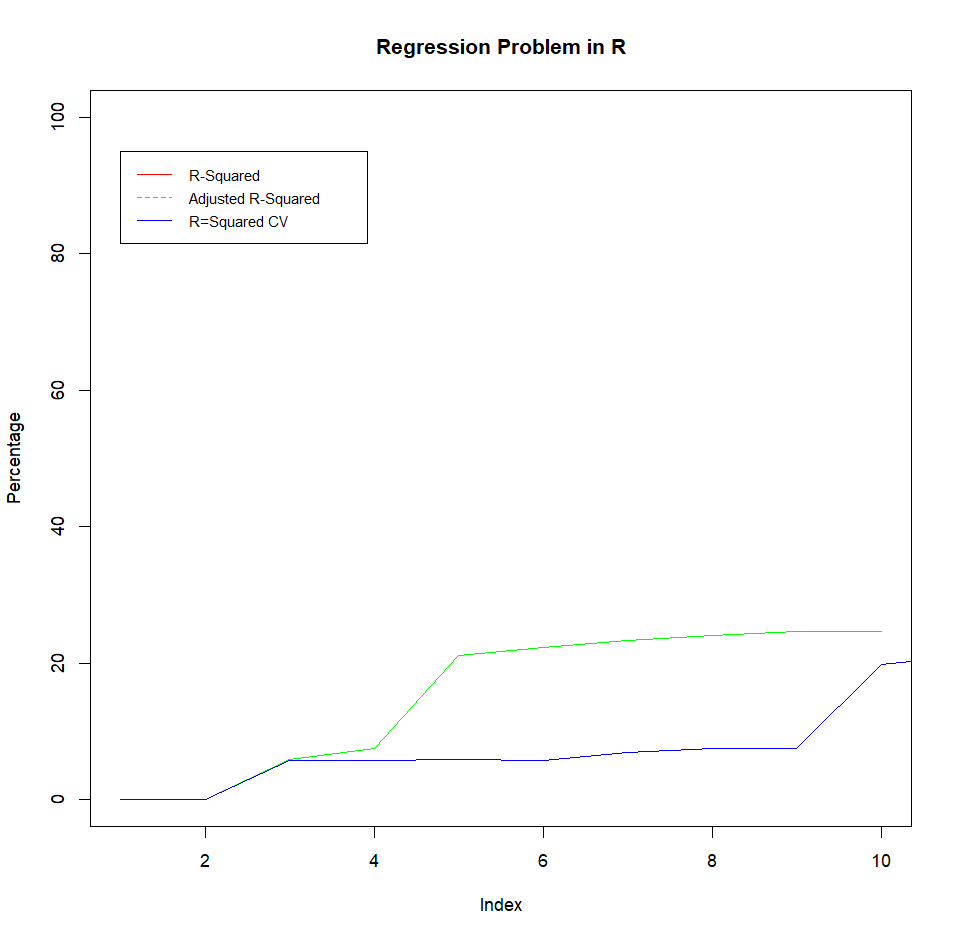 Regression Problem in R
100
80
60
40
20
0
Percentage
R-Squared
Adjusted R-Squared
R=Squared CV
2 4 6 8 10
Index